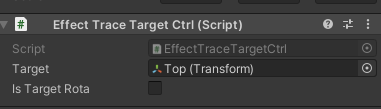 Effect Trace Target Ctrl (Script)
Script EffectTraceTargetCtrl
Target Top (Transform)
Is Target Rota